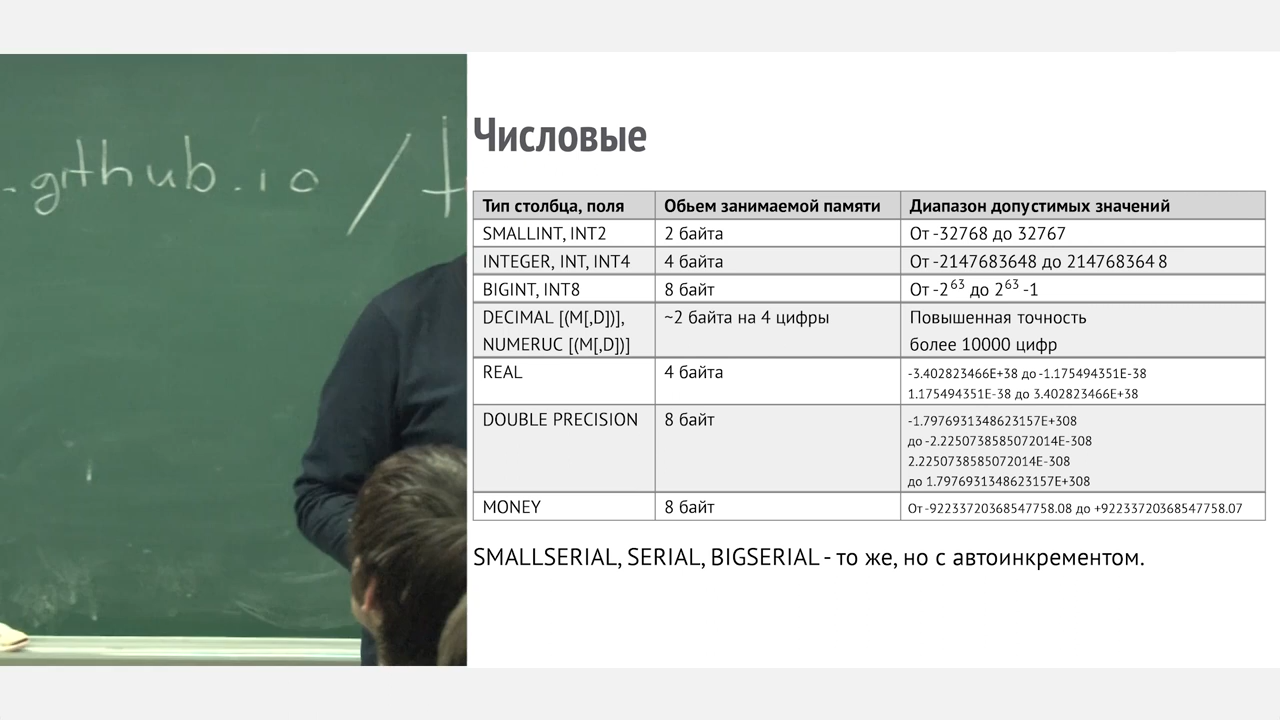 -github.io/t
Числовые
Тип столбца, поля Обьем занимаемой памяти Диапазон допустимых значений
SMALLINT, INT2 2 байта От -32768 до 32767
INTEGER, INT, INT4 4 байта От -2147683648 до 214768364 8
BIGINT, INT8 8 байт От -2^63 до 2^63 -1
DECIMAL [(M[,D])], ~2 байта на 4 цифры Повышенная точность
NUMERUC [(M[,D])] более 10000 цифр
REAL 4 байта -3.402823466E+38 до -1.175494351E-38
1.175494351E-38 до 3.402823466E+38
DOUBLE PRECISION 8 байт -1.7976931348623157E+308
до -2.2250738585072014E-308
2.2250738585072014E-308
до 1.7976931348623157E+308
MONEY 8 байт От -92233720368547758.08 до +92233720368547758.07
SMALLSERIAL, SERIAL, BIGSERIAL - то же, но с автоинкрементом.